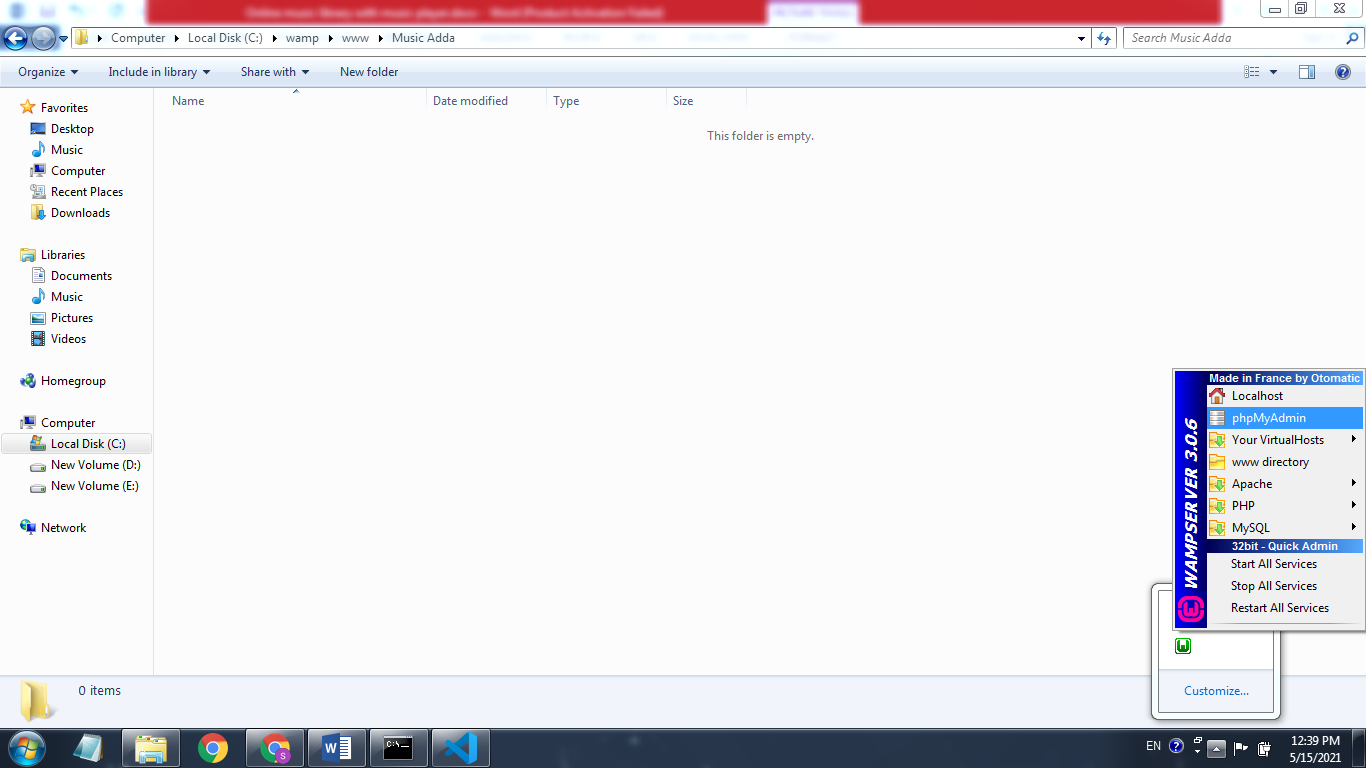 Online music library with music player.docx - Word (Product Activation Failed)
Computer Local Disk (C:) wamp www Music Adda
Search Music Adda
Organize Include in library Share with New folder
Name Date modified Type Size
This folder is empty.
Favorites
Desktop
Music
Computer
Recent Places
Downloads
Libraries
Documents
Music
Pictures
Videos
Homegroup
Computer
Local Disk (C:)
New Volume (D:)
New Volume (E:)
Network
Made in France by Otomatic
Localhost
phpMyAdmin
Your VirtualHosts
www directory
Apache
PHP
MySQL
32bit - Quick Admin
Start All Services
Stop All Services
Restart All Services
WAMPSERVER 3.0.6
Customize...
0 items
EN
12:39 PM
5/15/2021